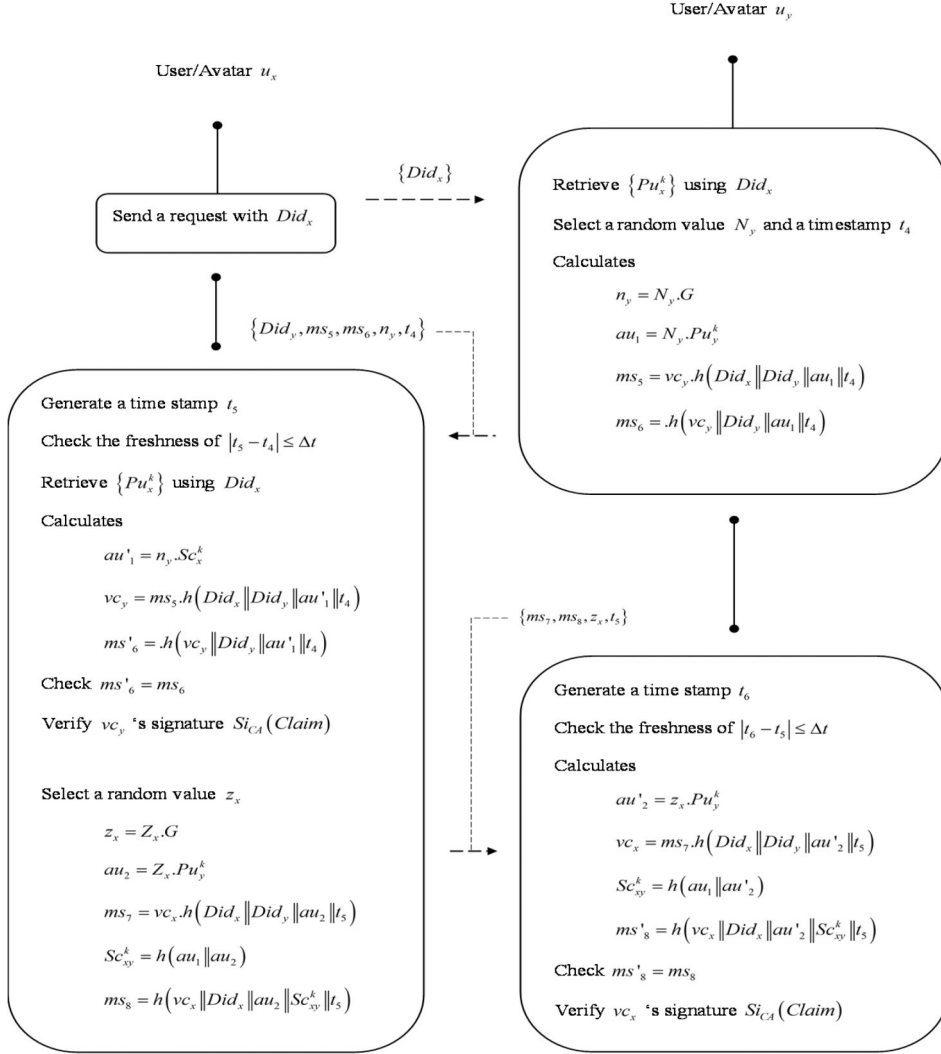 User/Avatar u_y
User/Avatar u_x
{Did_x}
Send a request with Did_x
Retrieve {Pu_x^k} using Did_x
Select a random value N_y and a timestamp t_4
Calculates
n_y = N_y.G
au_1 = N_y.Pu_y^k
ms_5 = vc_y.h(Did_x‖Did_y‖au_1‖t_4)
ms_6 = .h(vc_y‖Did_y‖au_1‖t_4)
{Did_y, ms_5, ms_6, n_y, t_4}
Generate a time stamp t_5
Check the freshness of |t_5 − t_4| ≤ Δt
Retrieve {Pu_x^k} using Did_x
Calculates
au'_1 = n_y.Sc_x^k
vc_y = ms_5.h(Did_x‖Did_y‖au'_1‖t_4)
ms'_6 = .h(vc_y‖Did_y‖au'_1‖t_4)
Check ms'_6 = ms_6
Verify vc_y ‘s signature Si_CA(Claim)
Select a random value z_x
z_x = Z_x.G
au_2 = Z_x.Pu_y^k
ms_7 = vc_x.h(Did_x‖Did_y‖au_2‖t_5)
Sc_xy^k = h(au_1‖au_2)
ms_8 = h(vc_x‖Did_x‖au_2‖Sc_xy^k‖t_5)
{ms_7, ms_8, z_x, t_5}
Generate a time stamp t_6
Check the freshness of |t_6 − t_5| ≤ Δt
Calculates
au'_2 = z_x.Pu_y^k
vc_x = ms_7.h(Did_x‖Did_y‖au'_2‖t_5)
Sc_xy^k = h(au_1‖au'_2)
ms'_8 = h(vc_x‖Did_x‖au'_2‖Sc_xy^k‖t_5)
Check ms'_8 = ms_8
Verify vc_x ‘s signature Si_CA(Claim)